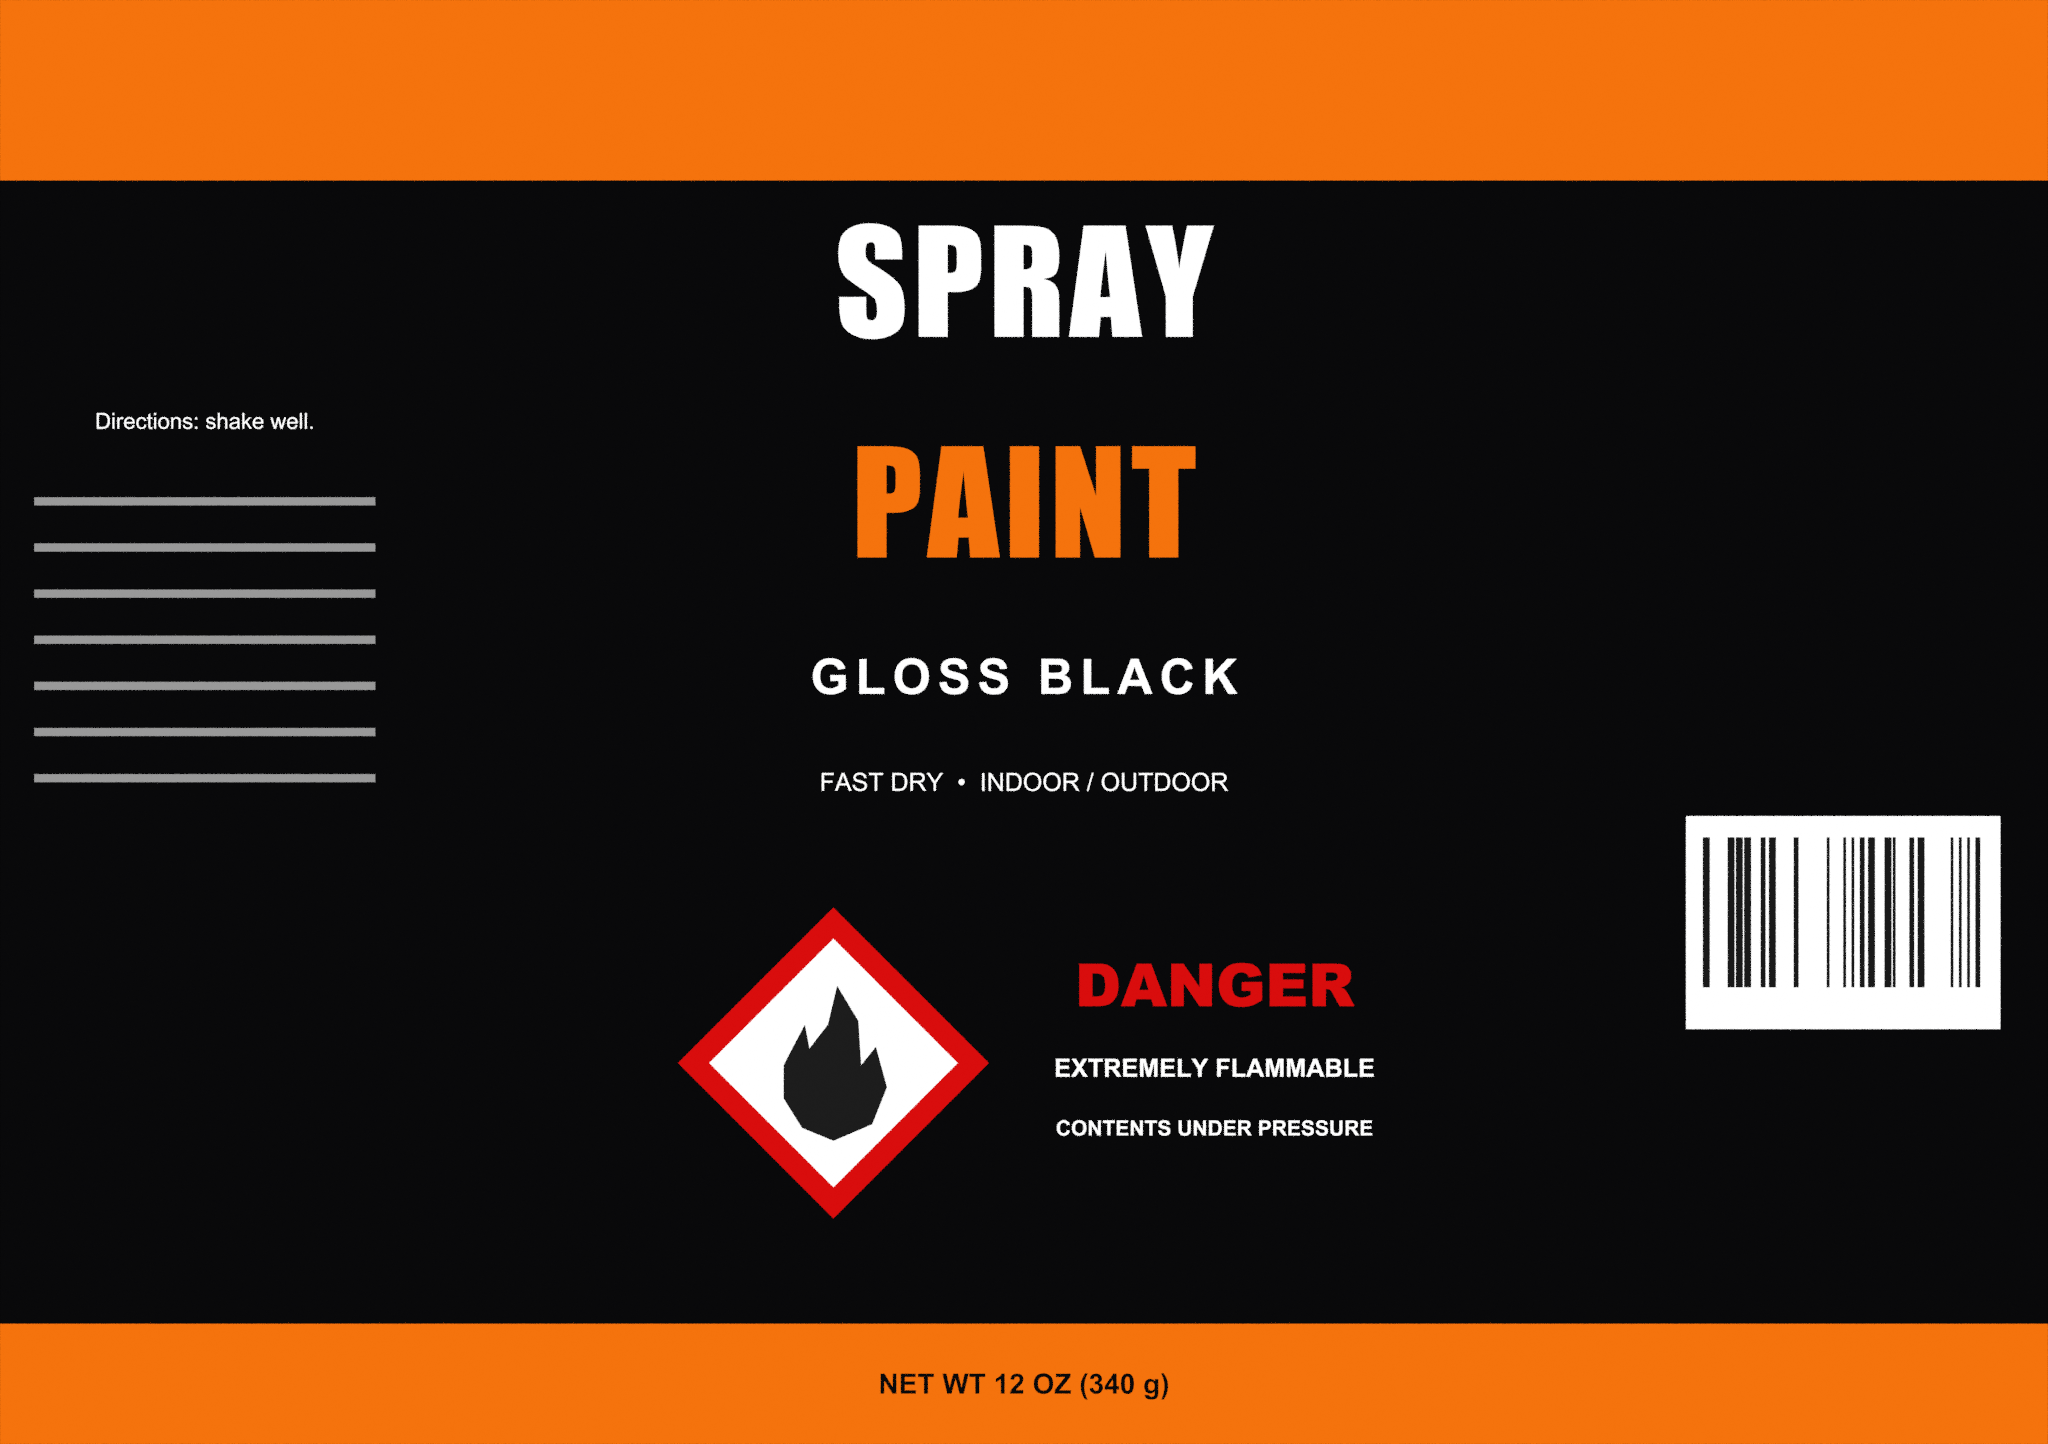 SPRAY
Directions: shake well.
PAINT
GLOSS BLACK
FAST DRY • INDOOR / OUTDOOR
DANGER
EXTREMELY FLAMMABLE
CONTENTS UNDER PRESSURE
NET WT 12 OZ (340 g)